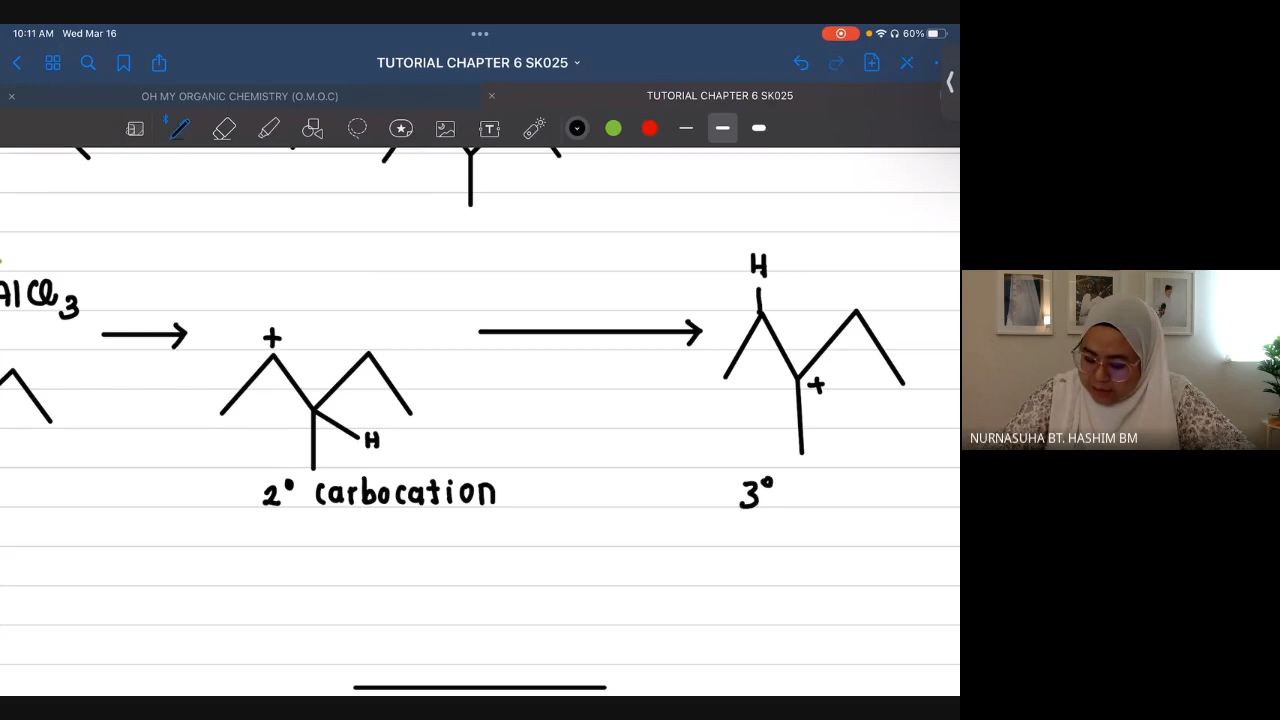 10:11 AM Wed Mar 16
60%
TUTORIAL CHAPTER 6 SK025
OH MY ORGANIC CHEMISTRY (O.M.O.C)
TUTORIAL CHAPTER 6 SK025
T
H
AlCl3
+
+
H
2° carbocation
3°
NURNASUHA BT. HASHIM BM